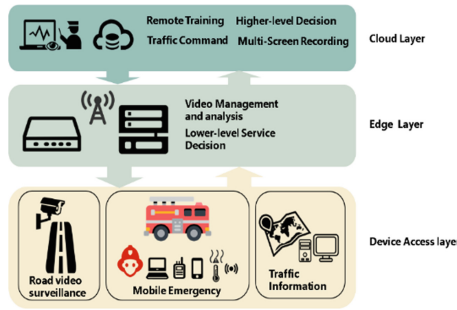 Remote Training Higher-level Decision
Traffic Command Multi-Screen Recording
Cloud Layer
Video Management
and analysis
Lower-level Service
Decision
Edge Layer
Road video
surveillance
Mobile Emergency
Traffic
Information
Device Access layer